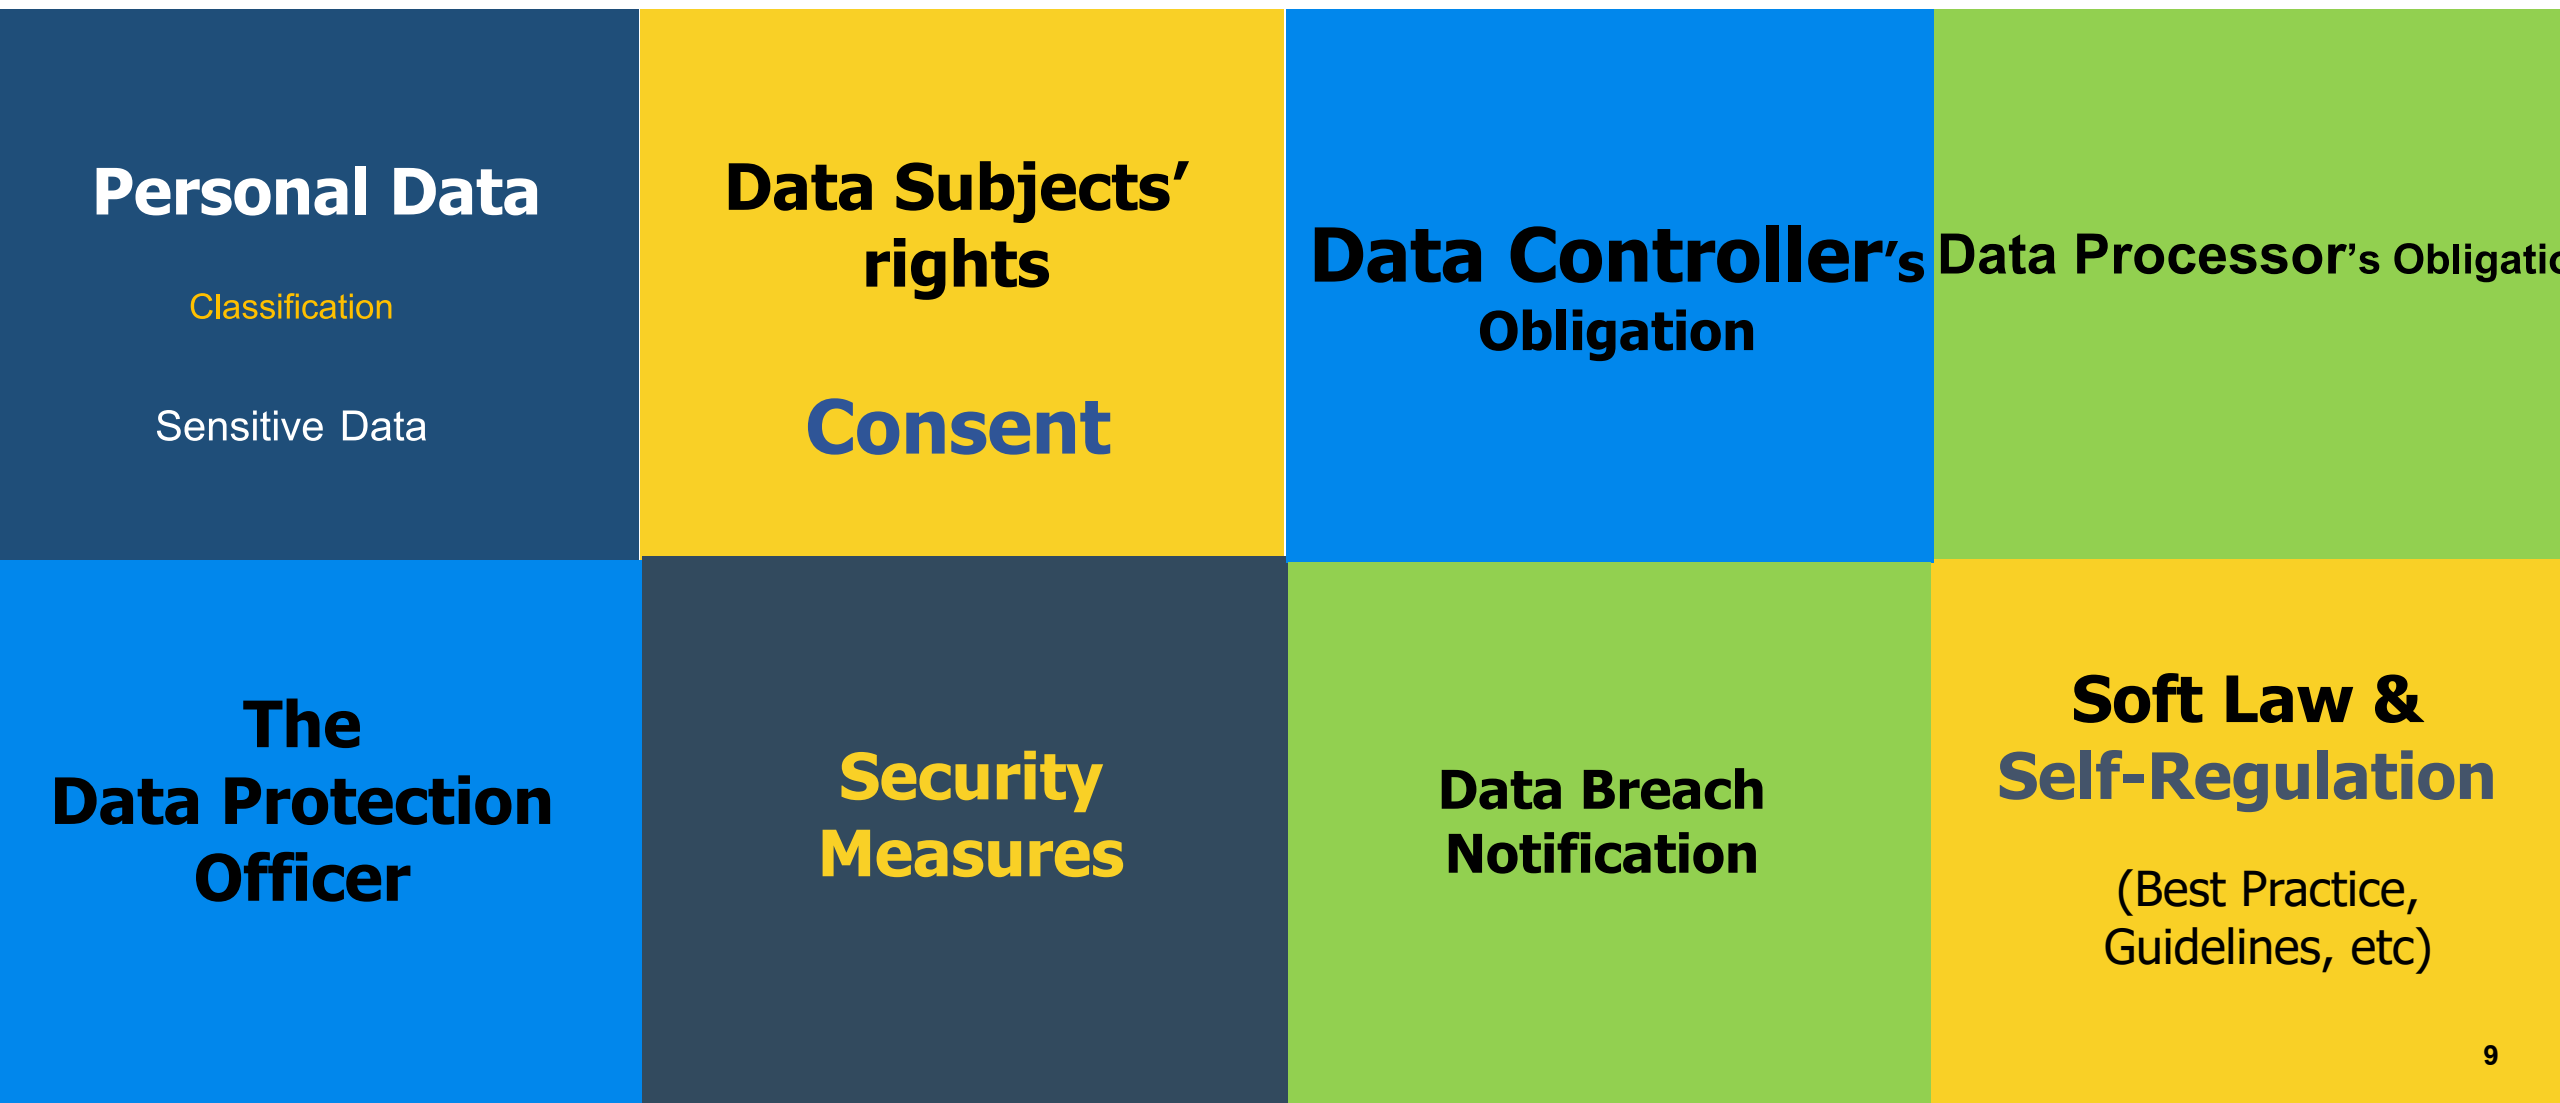 Personal Data
Classification
Sensitive Data
Data Subjects’
rights
Consent
Data Controller’s
Obligation
Data Processor’s Obligatio
The
Data Protection
Officer
Security
Measures
Data Breach
Notification
Soft Law &
Self-Regulation
(Best Practice,
Guidelines, etc)
9